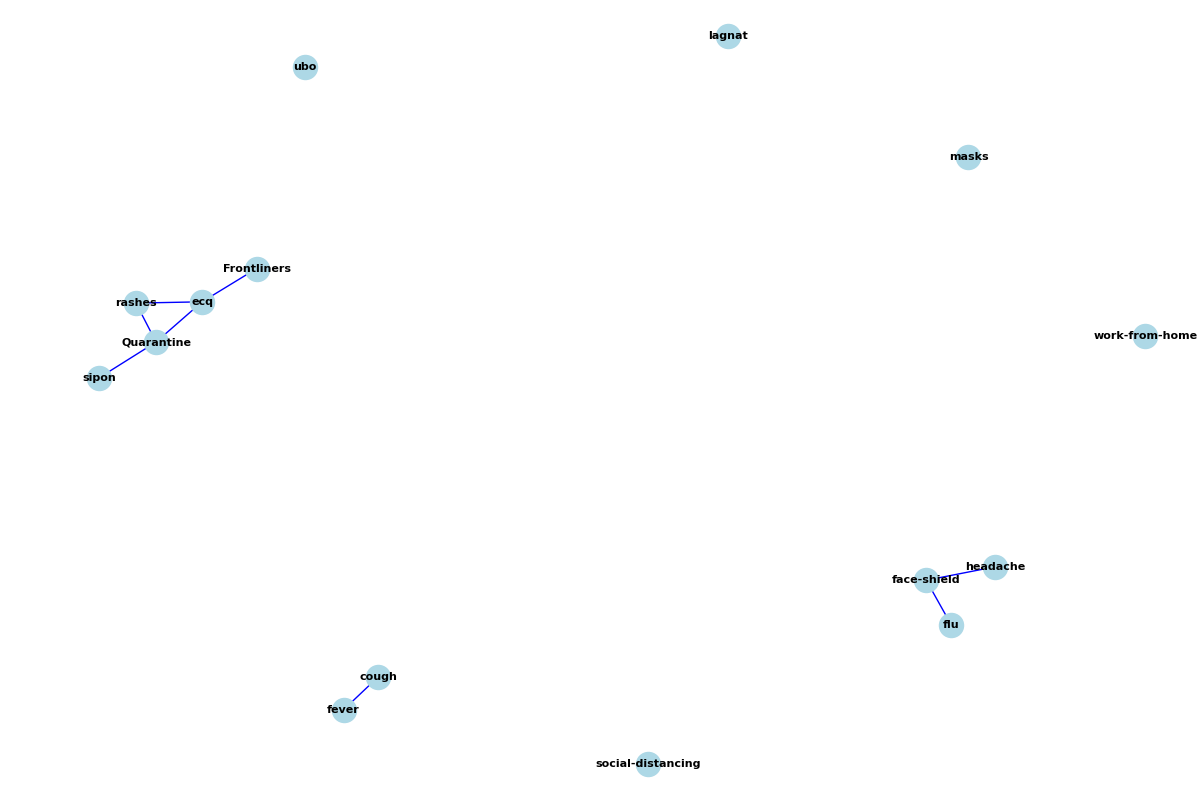 lagnat
ubo
masks
Frontliners
rashes
ecq
work-from-home
Quarantine
sipon
headache
face-shield
flu
cough
fever
social-distancing